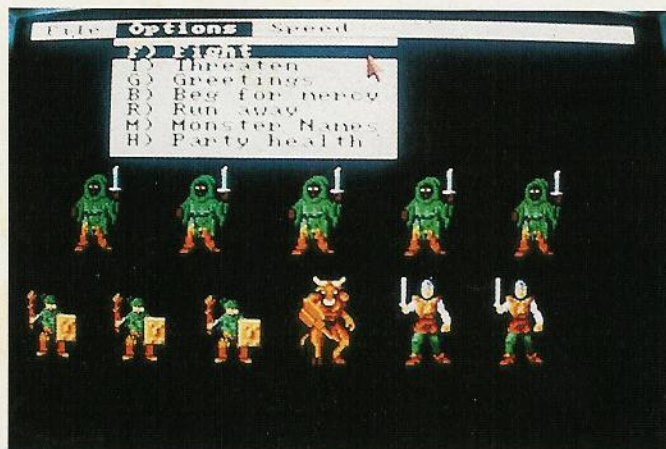 File Options Speed
F) Fight
T) Threaten
G) Greetings
B) Beg for mercy
R) Run away
M) Monster Names
H) Party health